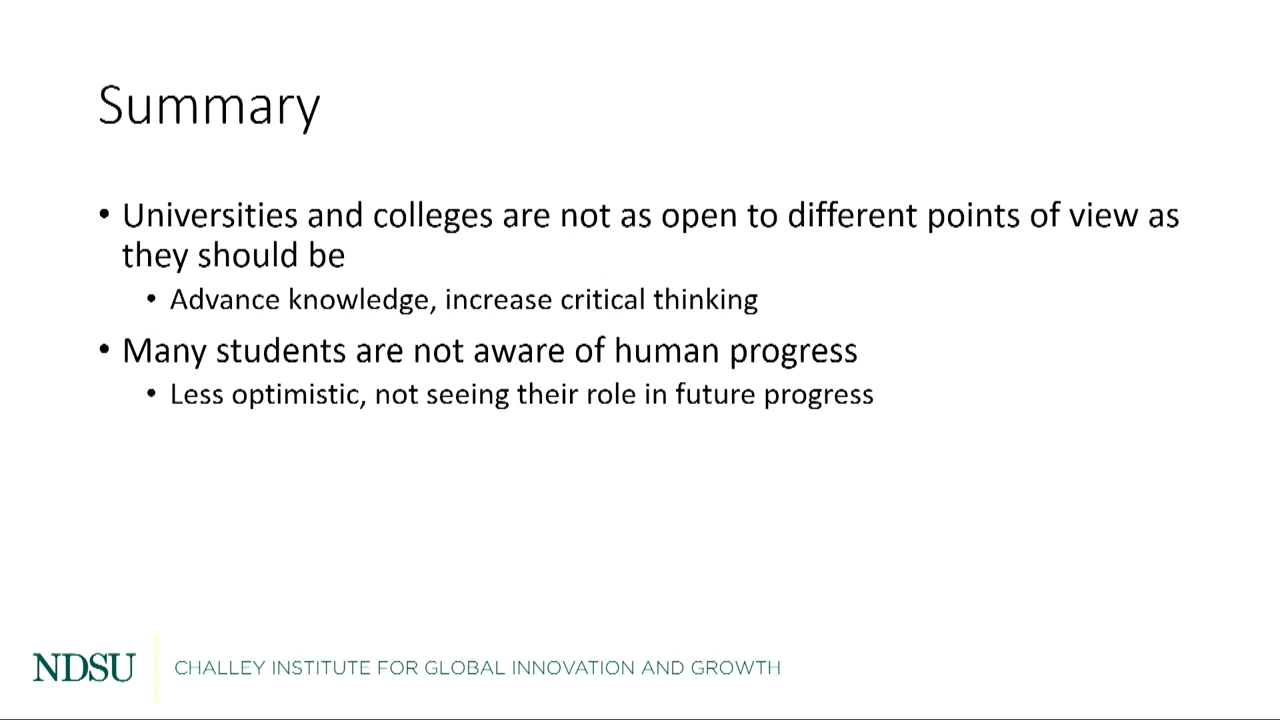 Summary
• Universities and colleges are not as open to different points of view as
they should be
• Advance knowledge, increase critical thinking
• Many students are not aware of human progress
• Less optimistic, not seeing their role in future progress
NDSU CHALLEY INSTITUTE FOR GLOBAL INNOVATION AND GROWTH